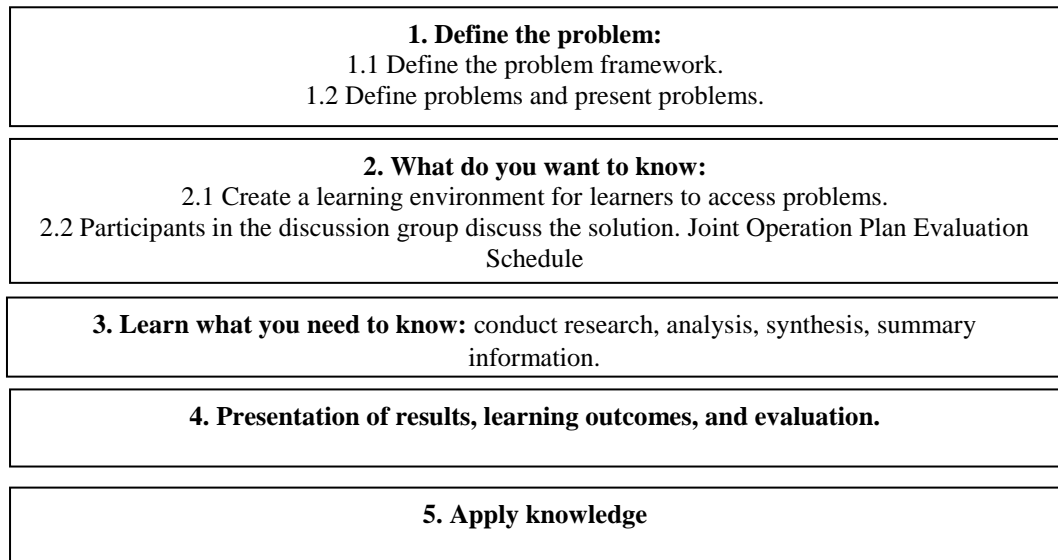 1. Define the problem:
1.1 Define the problem framework.
1.2 Define problems and present problems.
2. What do you want to know:
2.1 Create a learning environment for learners to access problems.
2.2 Participants in the discussion group discuss the solution. Joint Operation Plan Evaluation
Schedule
3. Learn what you need to know: conduct research, analysis, synthesis, summary
information.
4. Presentation of results, learning outcomes, and evaluation.
5. Apply knowledge